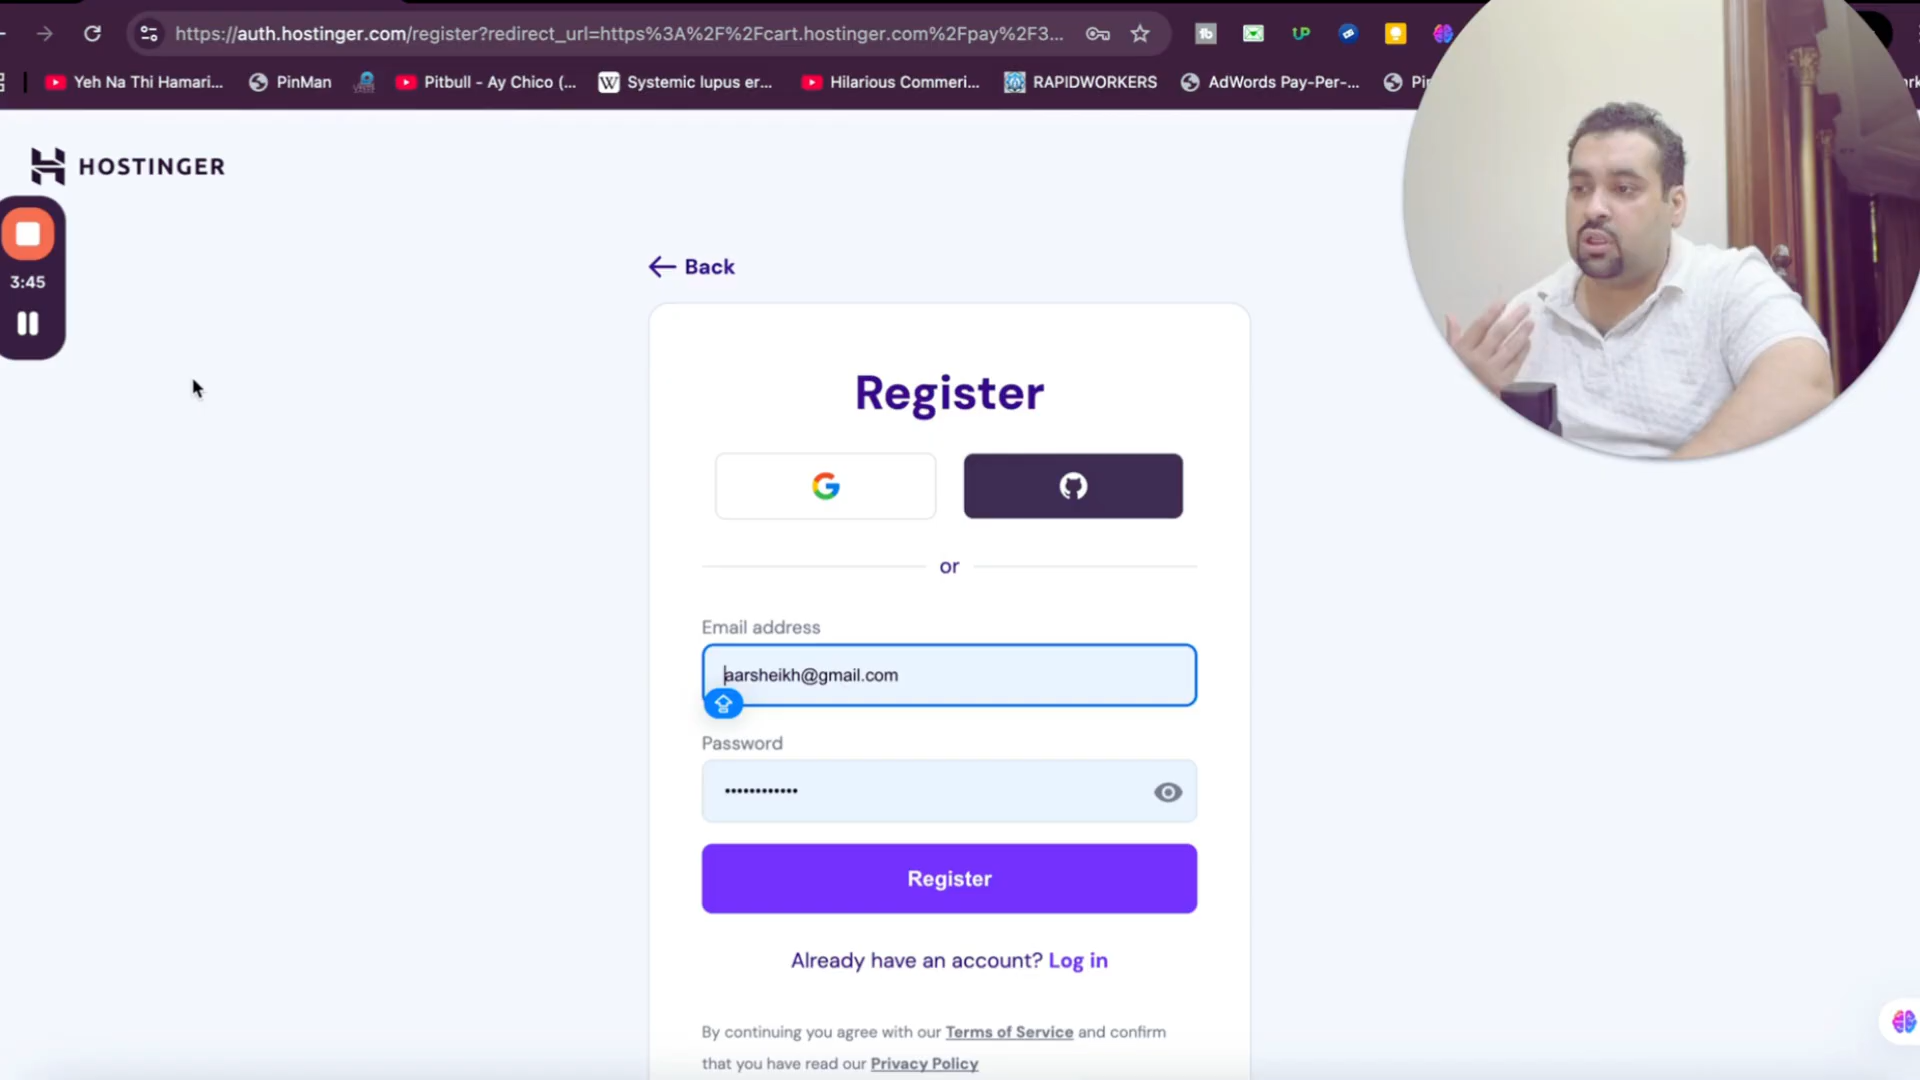 https://auth.hostinger.com/register?redirect_url=https%3A%2F%2Fcart.hostinger.com%2Fpay%2F3...
Yeh Na Thi Hamari...
PinMan
Pitbull - Ay Chico (...
W
Systemic lupus er...
Hilarious Commeri...
RAPIDWORKERS
AdWords Pay-Per-...
HOSTINGER
3:45
Back
Register
or
Email address
aarsheikh@gmail.com
Password
••••••••••••
Register
Already have an account? Log in
By continuing you agree with our Terms of Service and confirm
that you have read our Privacy Policy